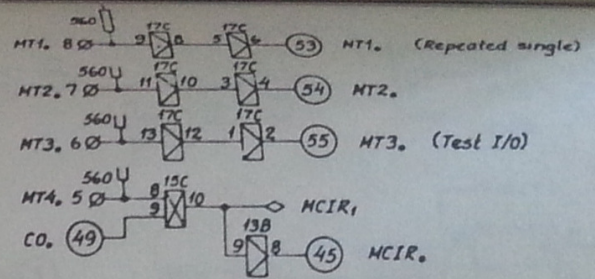 560 17C 17C
MT1. 8 9 8 5 6 53 MT1. (Repeated single)
560 17C 17C
MT2. 7 11 10 3 4 54 MT2.
560 17C 17C
MT3. 6 13 12 1 2 55 MT3. (Test I/O)
560 15C
MT4. 5 8 10 MCIR,
9 13B
CO. 49 9 8 45 MCIR.